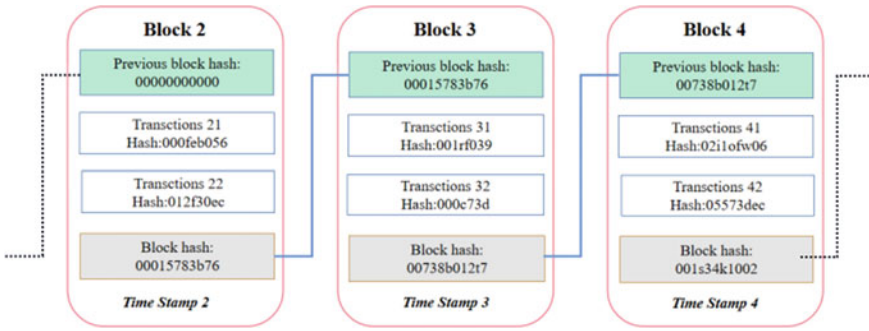 Block 2
Previous block hash:
00000000000
Transctions 21
Hash:000feb056
Transctions 22
Hash:012f30ec
Block hash:
00015783b76
Time Stamp 2
Block 3
Previous block hash:
00015783b76
Transctions 31
Hash:001rf039
Transctions 32
Hash:000c73d
Block hash:
00738b012t7
Time Stamp 3
Block 4
Previous block hash:
00738b012t7
Transctions 41
Hash:02i1ofw06
Transctions 42
Hash:05573dec
Block hash:
001s34k1002
Time Stamp 4